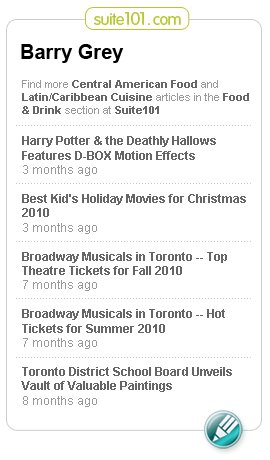 suite101.com
Barry Grey
Find more Central American Food and
Latin/Caribbean Cuisine articles in the Food
& Drink section at Suite101
Harry Potter & the Deathly Hallows
Features D-BOX Motion Effects
3 months ago
Best Kid's Holiday Movies for Christmas
2010
3 months ago
Broadway Musicals in Toronto -- Top
Theatre Tickets for Fall 2010
7 months ago
Broadway Musicals in Toronto -- Hot
Tickets for Summer 2010
7 months ago
Toronto District School Board Unveils
Vault of Valuable Paintings
8 months ago